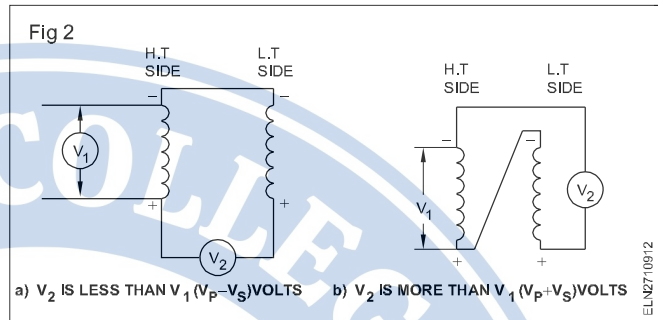 Fig 2
H.T
SIDE
L.T
SIDE
H.T
SIDE
L.T
SIDE
− −
V1
+ +
V2
− −
V1
V2
+ +
a) V2 IS LESS THAN V1 (VP−VS)VOLTS
b) V2 IS MORE THAN V1 (VP+VS)VOLTS
ELN2710912
COLLEGE